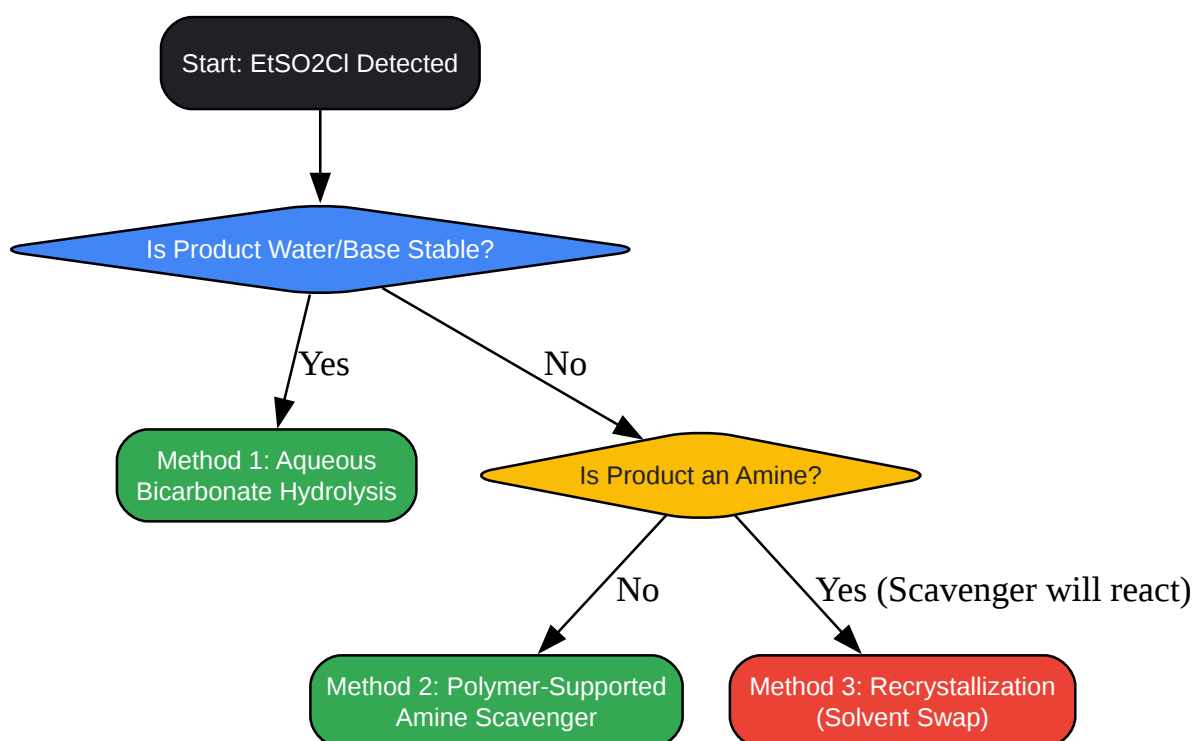 Start: EtSO2Cl Detected
Is Product Water/Base Stable?
Yes
No
Method 1: Aqueous
Bicarbonate Hydrolysis
Is Product an Amine?
No
Yes (Scavenger will react)
Method 2: Polymer-Supported
Amine Scavenger
Method 3: Recrystallization
(Solvent Swap)